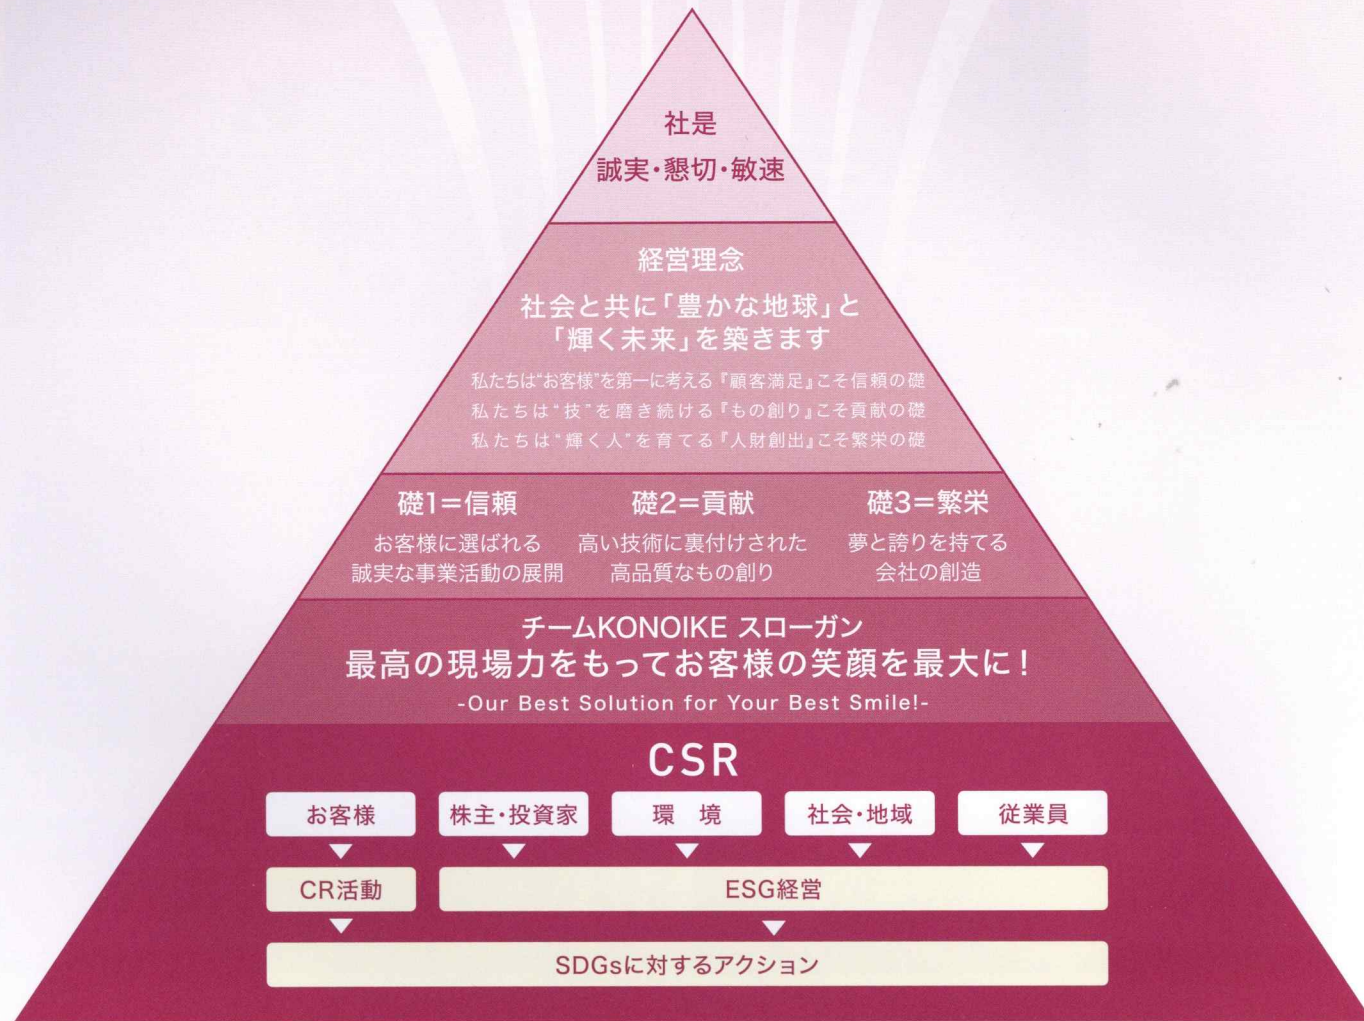 社是
誠実・懇切・敏速
経営理念
社会と共に「豊かな地球」と
「輝く未来」を築きます
私たちは“お客様”を第一に考える『顧客満足』こそ信頼の礎
私たちは“技”を磨き続ける『もの創り』こそ貢献の礎
私たちは“輝く人”を育てる『人財創出』こそ繁栄の礎
礎1＝信頼 礎2＝貢献 礎3＝繁栄
お客様に選ばれる 高い技術に裏付けされた 夢と誇りを持てる
誠実な事業活動の展開 高品質なもの創り 会社の創造
チームKONOIKE スローガン
最高の現場力をもってお客様の笑顔を最大に！
-Our Best Solution for Your Best Smile!-
CSR
お客様 株主・投資家 環　境 社会・地域 従業員
CR活動 ESG経営
SDGsに対するアクション